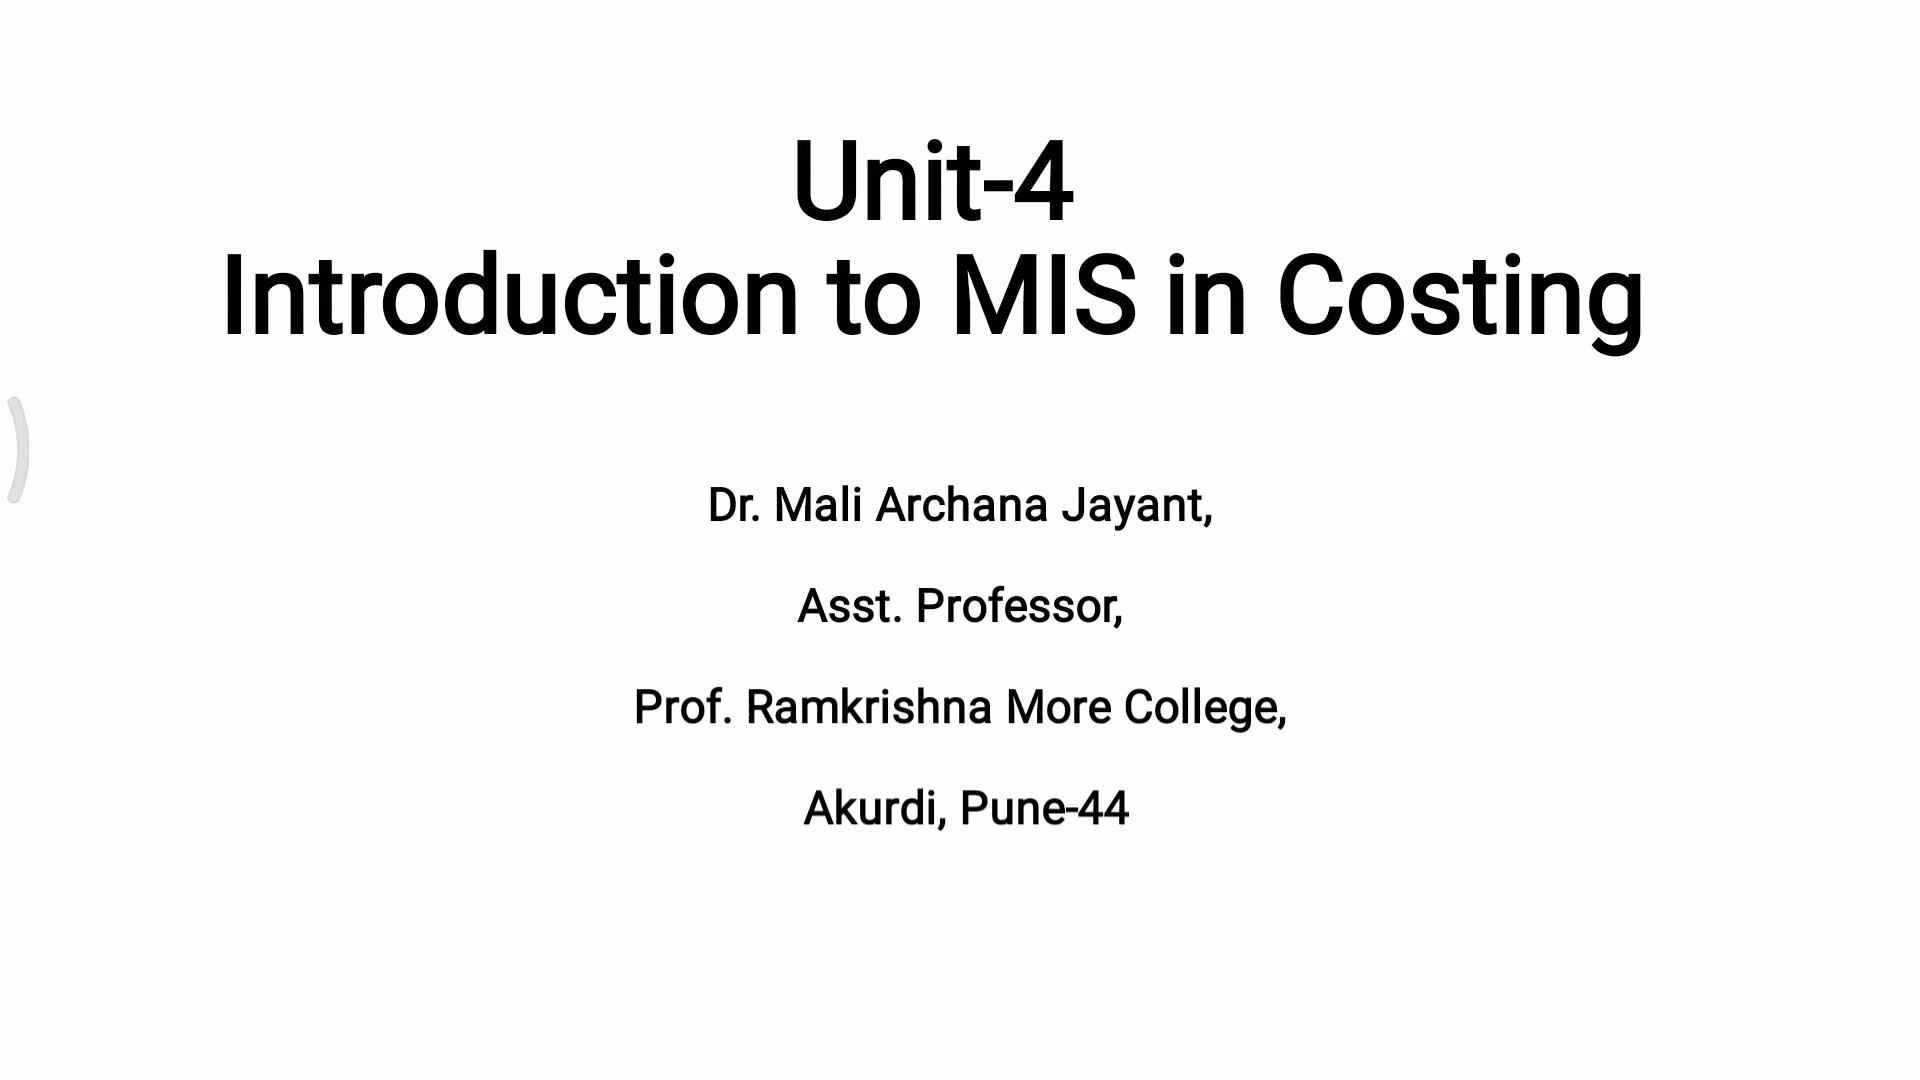 Unit-4
Introduction to MIS in Costing
Dr. Mali Archana Jayant,
Asst. Professor,
Prof. Ramkrishna More College,
Akurdi, Pune-44